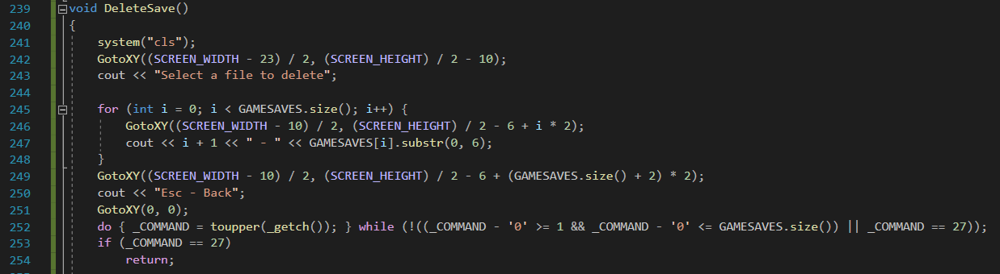 239 void DeleteSave()
240 {
241 system("cls");
242 GotoXY((SCREEN_WIDTH - 23) / 2, (SCREEN_HEIGHT) / 2 - 10);
243 cout << "Select a file to delete";
244
245 for (int i = 0; i < GAMESAVES.size(); i++) {
246 GotoXY((SCREEN_WIDTH - 10) / 2, (SCREEN_HEIGHT) / 2 - 6 + i * 2);
247 cout << i + 1 << " - " << GAMESAVES[i].substr(0, 6);
248 }
249 GotoXY((SCREEN_WIDTH - 10) / 2, (SCREEN_HEIGHT) / 2 - 6 + (GAMESAVES.size() + 2) * 2);
250 cout << "Esc - Back";
251 GotoXY(0, 0);
252 do { _COMMAND = toupper(_getch()); } while (!((_COMMAND - '0' >= 1 && _COMMAND - '0' <= GAMESAVES.size()) || _COMMAND == 27));
253 if (_COMMAND == 27)
254 return;